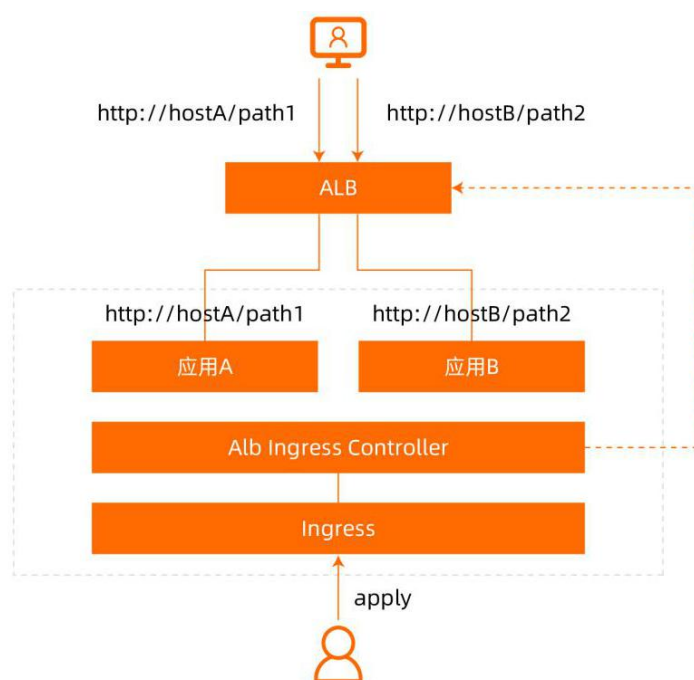 http://hostA/path1
http://hostB/path2
ALB
http://hostA/path1
http://hostB/path2
应用A
应用B
Alb Ingress Controller
Ingress
apply